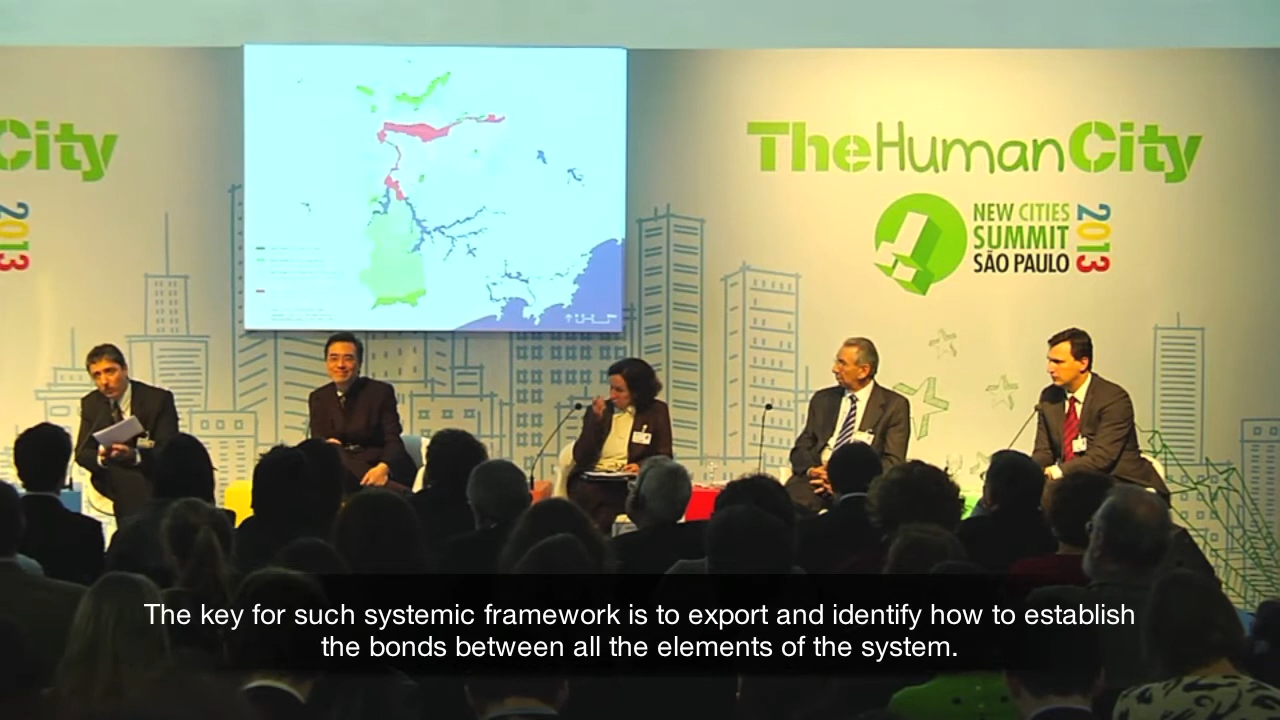 City
2013
TheHumanCity
NEW CITIES
SUMMIT
SÃO PAULO
2013
The key for such systemic framework is to export and identify how to establish
the bonds between all the elements of the system.